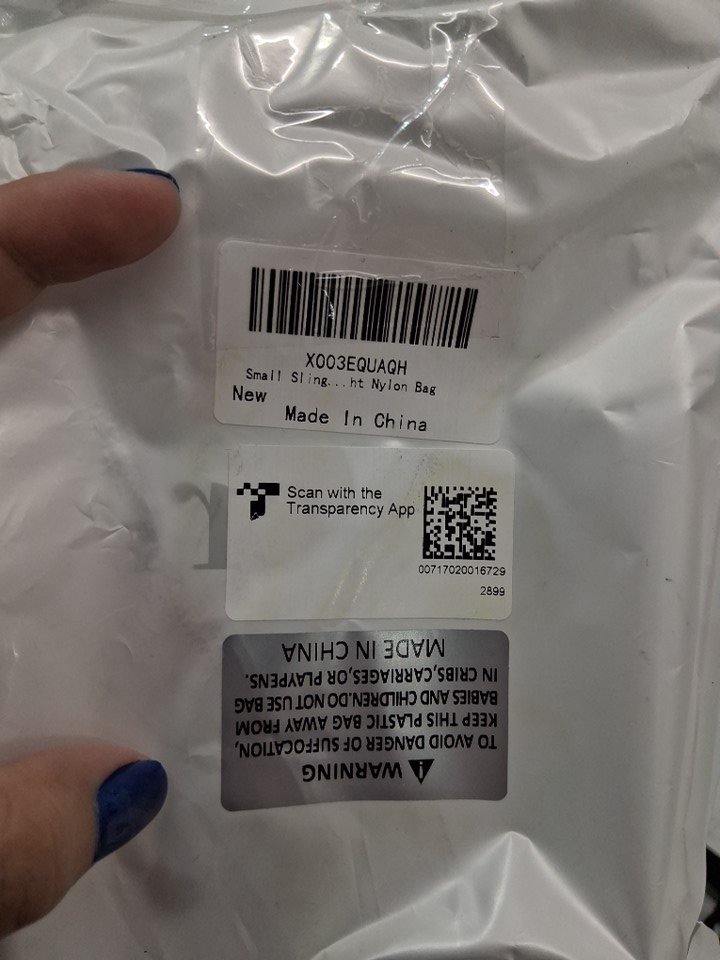 X003EQUAQH
Small Sling...ht Nylon Bag
New
Made In China
Scan with the
Transparency App
00717020016729
2899
WARNING
TO AVOID DANGER OF SUFFOCATION,
KEEP THIS PLASTIC BAG AWAY FROM
BABIES AND CHILDREN.DO NOT USE BAG
IN CRIBS,CARRIAGES,OR PLAYPENS.
MADE IN CHINA